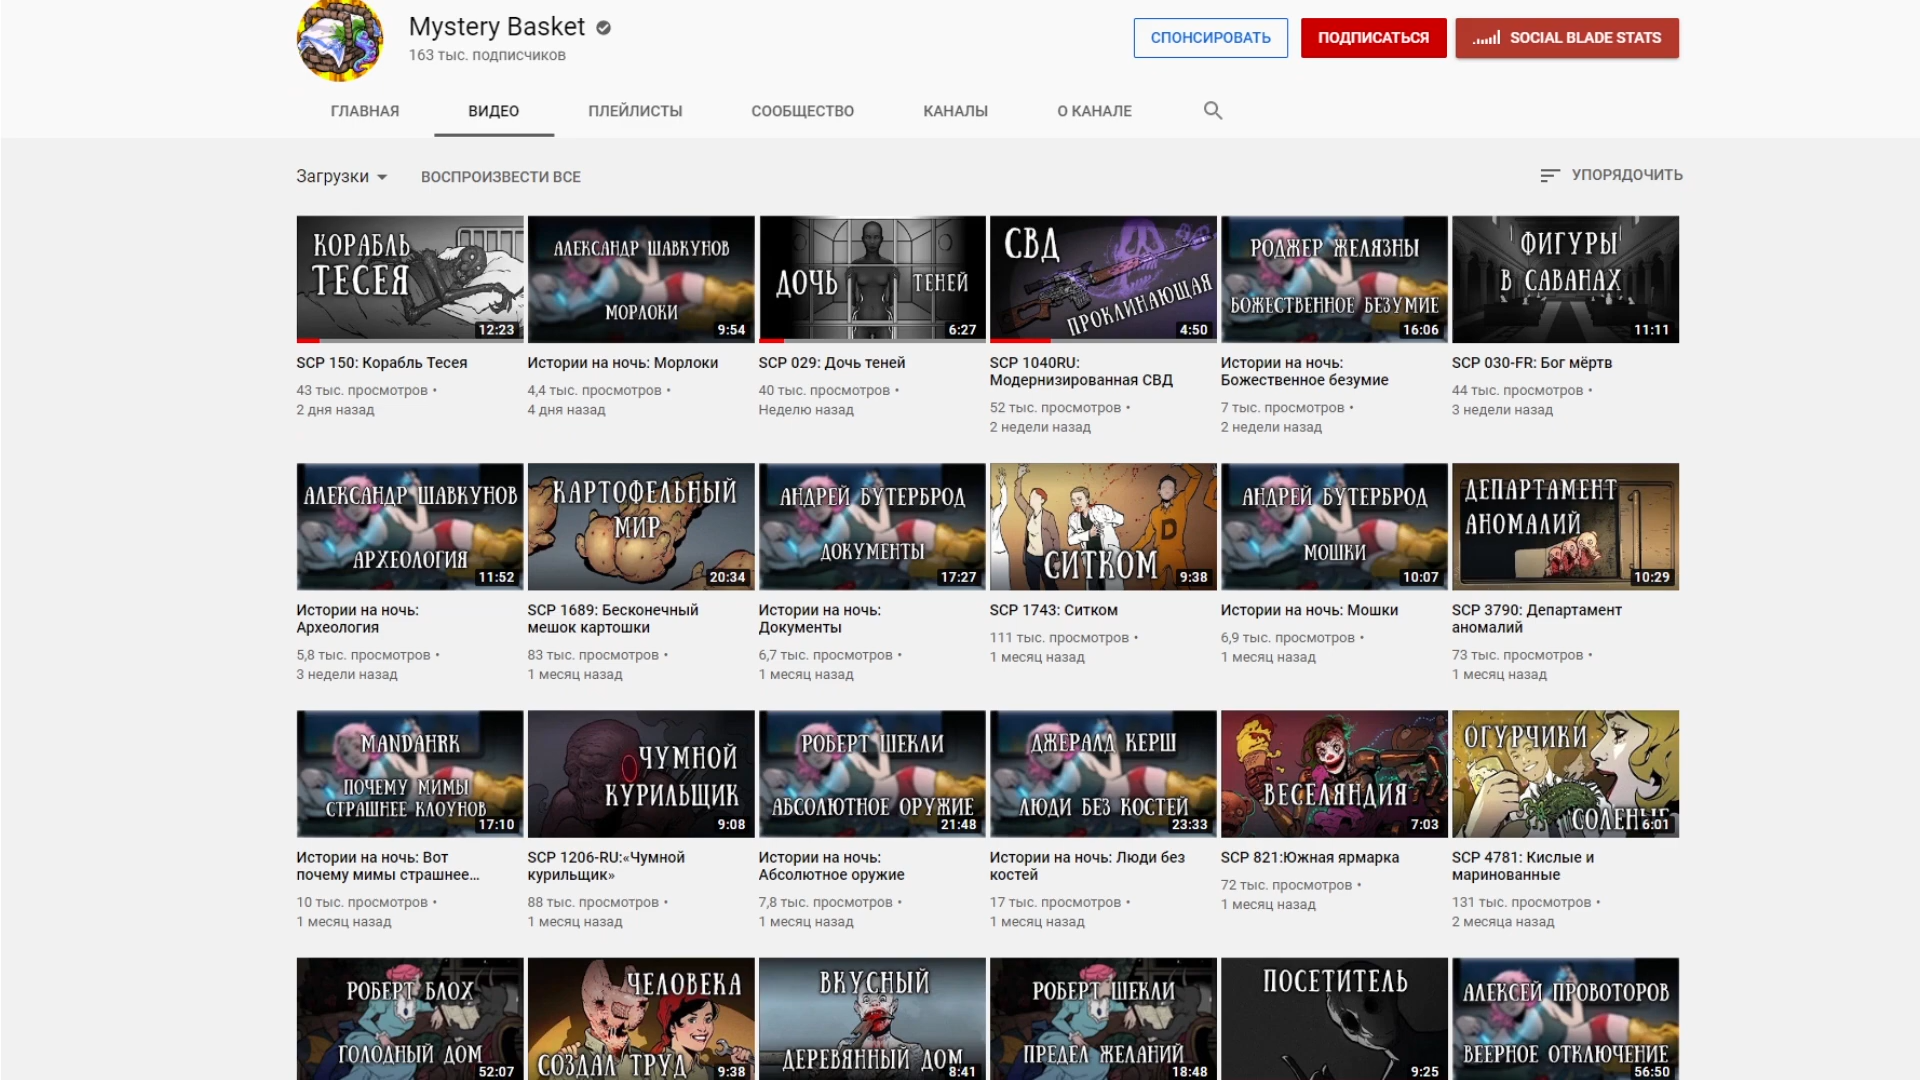 Mystery Basket
163 тыс. подписчиков
СПОНСИРОВАТЬ
ПОДПИСАТЬСЯ
SOCIAL BLADE STATS
ГЛАВНАЯ ВИДЕО ПЛЕЙЛИСТЫ СООБЩЕСТВО КАНАЛЫ О КАНАЛЕ
Загрузки ВОСПРОИЗВЕСТИ ВСЕ
УПОРЯДОЧИТЬ
КОРАБЛЬ
ТЕСЕЯ
12:23
SCP 150: Корабль Тесея
43 тыс. просмотров •
2 дня назад
АЛЕКСАНДР ШАВКУНОВ
МОРЛОКИ
9:54
Истории на ночь: Морлоки
4,4 тыс. просмотров •
4 дня назад
ДОЧЬ ТЕНЕЙ
6:27
SCP 029: Дочь теней
40 тыс. просмотров •
Неделю назад
СВД
ПРОКЛИНАЮЩАЯ
4:50
SCP 1040RU:
Модернизированная СВД
52 тыс. просмотров •
2 недели назад
РОДЖЕР ЖЕЛЯЗНЫ
БОЖЕСТВЕННОЕ БЕЗУМИЕ
16:06
Истории на ночь:
Божественное безумие
7 тыс. просмотров •
2 недели назад
ФИГУРЫ
В САВАНАХ
11:11
SCP 030-FR: Бог мёртв
44 тыс. просмотров •
3 недели назад
АЛЕКСАНДР ШАВКУНОВ
АРХЕОЛОГИЯ
11:52
Истории на ночь:
Археология
5,8 тыс. просмотров •
3 недели назад
КАРТОФЕЛЬНЫЙ
МИР
20:34
SCP 1689: Бесконечный
мешок картошки
83 тыс. просмотров •
1 месяц назад
АНДРЕЙ БУТЕРБРОД
ДОКУМЕНТЫ
17:27
Истории на ночь:
Документы
6,7 тыс. просмотров •
1 месяц назад
D
СИТКОМ
9:38
SCP 1743: Ситком
111 тыс. просмотров •
1 месяц назад
АНДРЕЙ БУТЕРБРОД
МОШКИ
10:07
Истории на ночь: Мошки
6,9 тыс. просмотров •
1 месяц назад
ДЕПАРТАМЕНТ
АНОМАЛИЙ
10:29
SCP 3790: Департамент
аномалий
73 тыс. просмотров •
1 месяц назад
MANDAHRK
ПОЧЕМУ МИМЫ
СТРАШНЕЕ КЛОУНОВ
17:10
Истории на ночь: Вот
почему мимы страшнее...
10 тыс. просмотров •
1 месяц назад
ЧУМНОЙ
КУРИЛЬЩИК
9:08
SCP 1206-RU:«Чумной
курильщик»
88 тыс. просмотров •
1 месяц назад
РОБЕРТ ШЕКЛИ
АБСОЛЮТНОЕ ОРУЖИЕ
21:48
Истории на ночь:
Абсолютное оружие
7,8 тыс. просмотров •
1 месяц назад
ДЖЕРАЛД КЕРШ
ЛЮДИ БЕЗ КОСТЕЙ
23:33
Истории на ночь: Люди без
костей
17 тыс. просмотров •
1 месяц назад
ВЕСЕЛЯНДИЯ
7:03
SCP 821:Южная ярмарка
72 тыс. просмотров •
1 месяц назад
ОГУРЧИКИ
СОЛЕНЫЕ
6:01
SCP 4781: Кислые и
маринованные
131 тыс. просмотров •
2 месяца назад
РОБЕРТ БЛОХ
ГОЛОДНЫЙ ДОМ
52:07
ЧЕЛОВЕКА
СОЗДАЛ ТРУД
9:38
ВКУСНЫЙ
ДЕРЕВЯННЫЙ ДОМ
8:41
РОБЕРТ ШЕКЛИ
ПРЕДЕЛ ЖЕЛАНИЙ
18:48
ПОСЕТИТЕЛЬ
9:25
АЛЕКСЕЙ ПРОВОТОРОВ
ВЕЕРНОЕ ОТКЛЮЧЕНИЕ
56:50